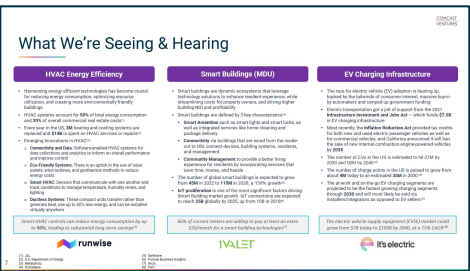 COMCAST
VENTURES
What We're Seeing & Hearing
HVAC Energy Efficiency
Harnessing energy efficient technologies has become crucial
for reducing energy consumption, optimizing resource
utilization, and creating more environmentally friendly
buildings
HVAC systems account for 50% of total energy consumption
and 20% of overall commercial real estate costs
Every year in the US, 3M heating and cooling systems are
replaced and $14B is spent on HVAC services or repairs
Emerging innovations in HVAC:
Connectivity and Data: Software-enabled HVAC systems for
data collections and analytics to inform on overall performance
and improve control
Eco-Friendly Systems: There is an uptick in the use of solar
panels, wind turbines, and geothermal methods to reduce
energy costs
Smart HVAC: Sensors that communicate with one another and
track conditions to manage temperature, humidity levels, and
lighting
Ductless Systems: These compact units transfer rather than
generate heat, use up to 60% less energy, and can be installed
virtually anywhere
Smart HVAC controls can reduce energy consumption by up
to 50%, leading to substantial long-term savings
runwise
Smart Buildings (MDU)
Smart buildings are dynamic ecosystems that leverage
technology solutions to enhance resident experience, while
streamlining costs for property owners, and driving higher
building NOI and profitability
Smart buildings are defined by 3 key characteristics:
Smart Amenities such as smart lights and smart locks, as
well as integrated services like home cleaning and
package delivery
Connectivity via buildings that are wired from the inside-
out to HSI, connect devices, building systems, residents,
and management
Community Management to provide a better living
experience for residents by incorporating services that
save time, money, and hassle
The number of global smart buildings is expected to grow
from 45M in 2022 to 115M in 2026, a 150% growth
IoT proliferation is one of the most significant factors driving
Smart Building market growth. IoT connections are expected
to reach 25B globally by 2025, up from 10B in 2018
60% of current renters are willing to pay at least an extra
$20/month for a smart building technologies
1VALET
EV Charging Infrastructure
The race for electric vehicle (EV) adoption is heating up,
backed by the tailwinds of consumer interest, massive burn
by automakers and ramped-up government funding
Electric transportation got a jolt of support from the 2021
Infrastructure Investment and Jobs Act – which funds $7.5B
in EV charging infrastructure
Most recently, the Inflation Reduction Act provided tax credits
for both new and used electric passenger vehicles as well as
for commercial vehicles, and California announced it will ban
the sale of new internal combustion engine-powered vehicles
by 2035
The number of EVs in the US is estimated to hit 27M by
2030 and 92M by 2040
The number of charge points in the US is poised to grow from
about 4M today to an estimated 35M in 2030
The at-work and on-the-go EV charging segments are
projected to be the fastest growing charging segments
through 2030 and will most likely be sold via
installers/integrators as opposed to EV sellers
The electric vehicle supply equipment (EVSE) market could
grow from $7B today to $100B by 2040, at a 15% CAGR
it's electric
7